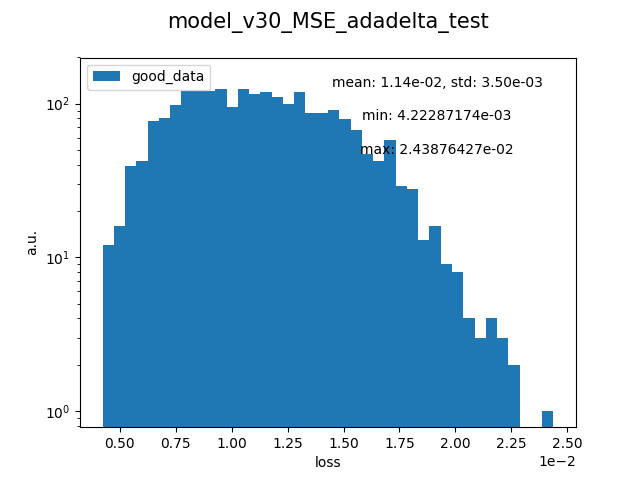 model_v30_MSE_adadelta_test
good_data
mean: 1.14e-02, std: 3.50e-03
min: 4.22287174e-03
max: 2.43876427e-02
a.u.
10²
10¹
10⁰
0.50 0.75 1.00 1.25 1.50 1.75 2.00 2.25 2.50
loss
1e−2